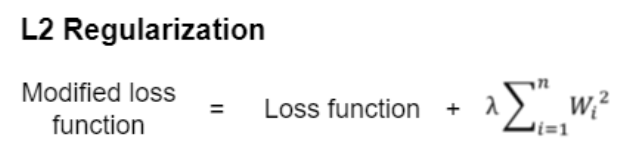 L2 Regularization
Modified loss function = Loss function + λ∑ⁿᵢ₌₁ Wᵢ²